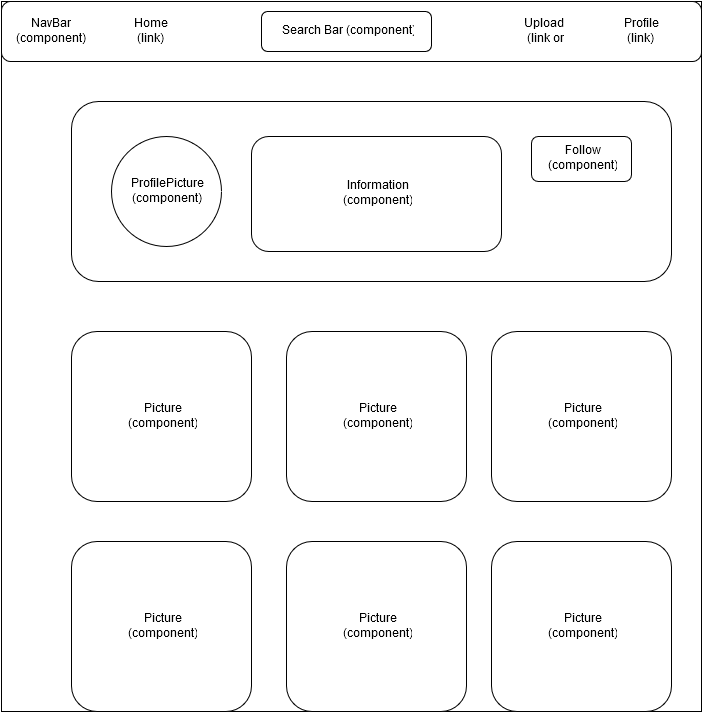 NavBar
(component)
Home
(link)
Search Bar (component)
Upload
(link or
Profile
(link)
ProfilePicture
(component)
Information
(component)
Follow
(component)
Picture
(component)
Picture
(component)
Picture
(component)
Picture
(component)
Picture
(component)
Picture
(component)